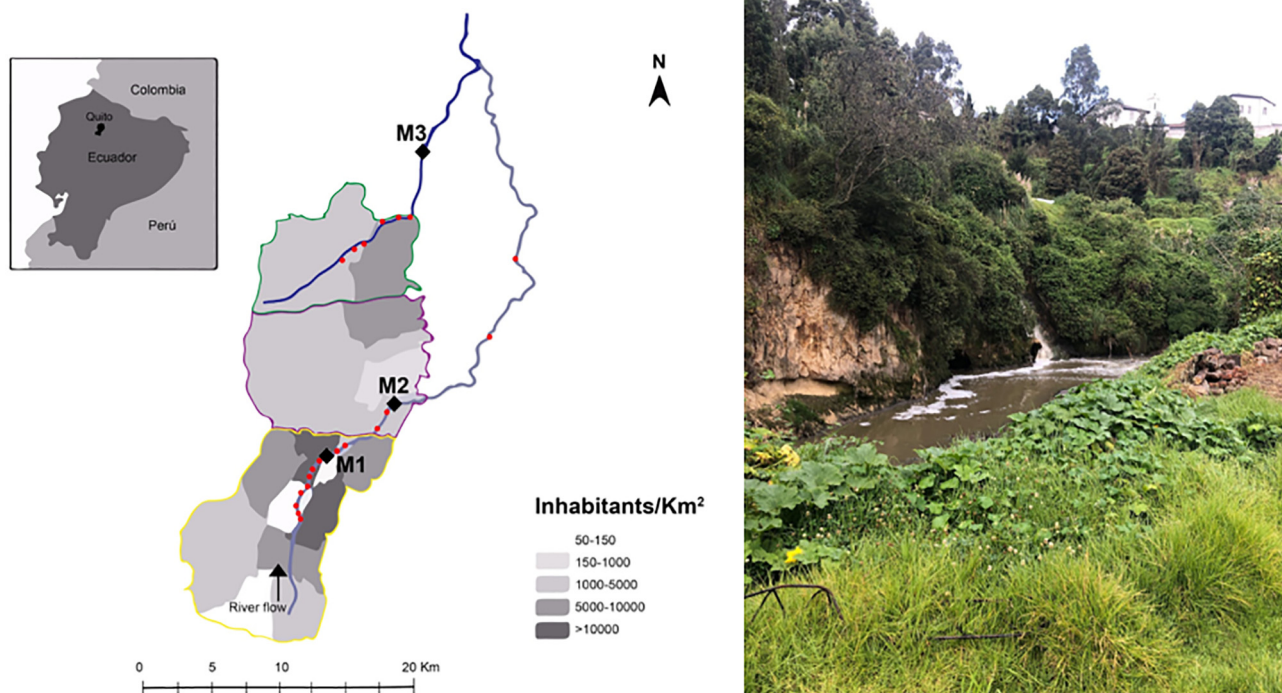 Colombia
Quito
Ecuador
Perú
N
M3
M2
M1
River flow
Inhabitants/Km²
50-150
150-1000
1000-5000
5000-10000
>10000
0 5 10 20 Km